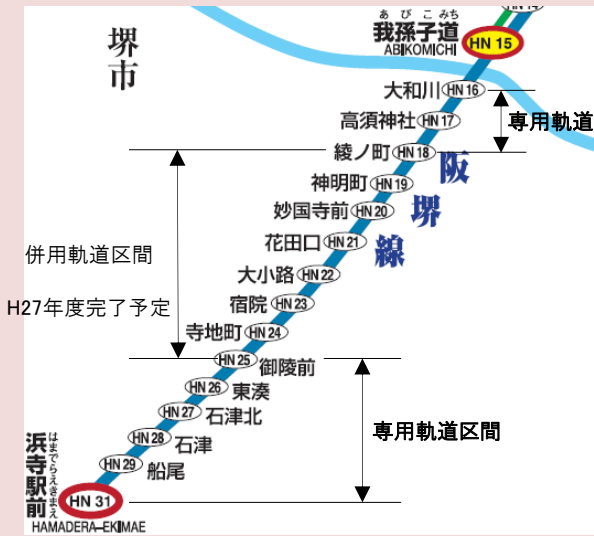 HN 14
あびこみち
我孫子道
ABIKOMICHI
HN 15
堺市
大和川
HN 16
高須神社
HN 17
専用軌道
綾ノ町
HN 18
阪堺線
神明町
HN 19
妙国寺前
HN 20
花田口
HN 21
併用軌道区間
大小路
HN 22
H27年度完了予定
宿院
HN 23
寺地町
HN 24
HN 25
御陵前
HN 26
東湊
HN 27
石津北
専用軌道区間
HN 28
石津
HN 29
船尾
はまでらえきまえ
浜寺駅前
HN 31
HAMADERA-EKIMAE